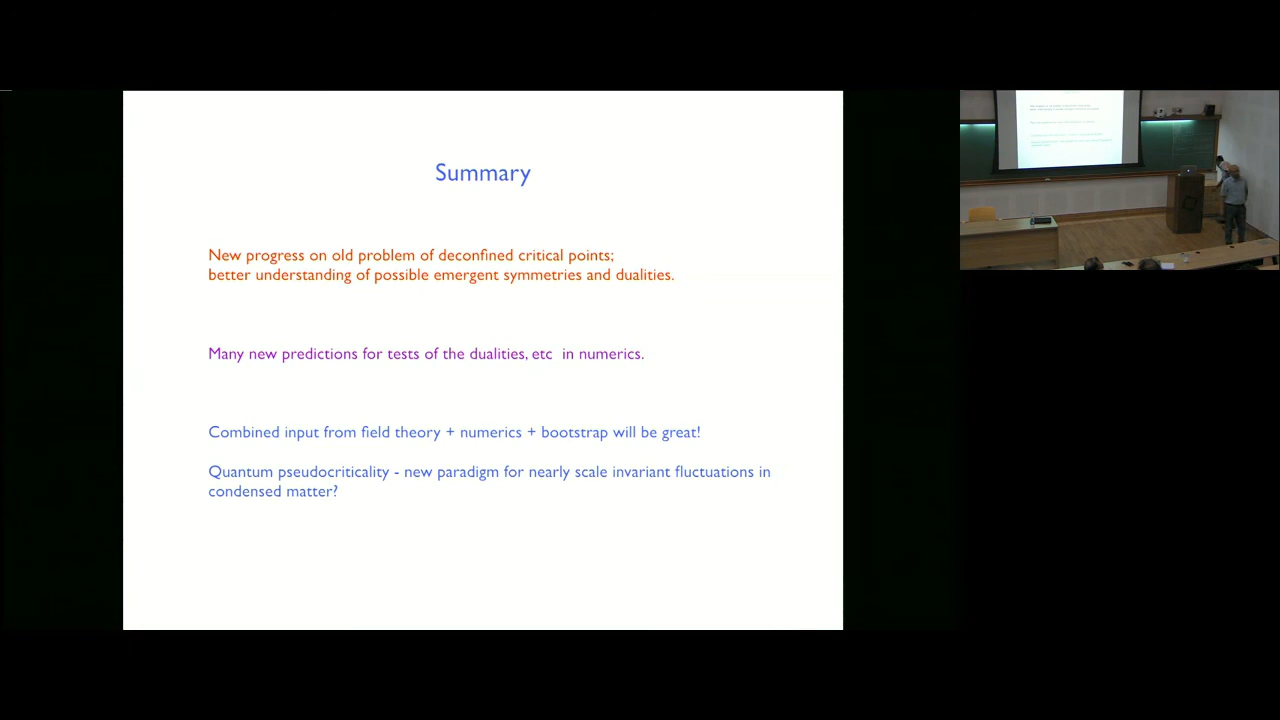 Summary
New progress on old problem of deconfined critical points;
better understanding of possible emergent symmetries and dualities.
Many new predictions for tests of the dualities, etc  in numerics.
Combined input from field theory + numerics + bootstrap will be great!
Quantum pseudocriticality - new paradigm for nearly scale invariant fluctuations in
condensed matter?